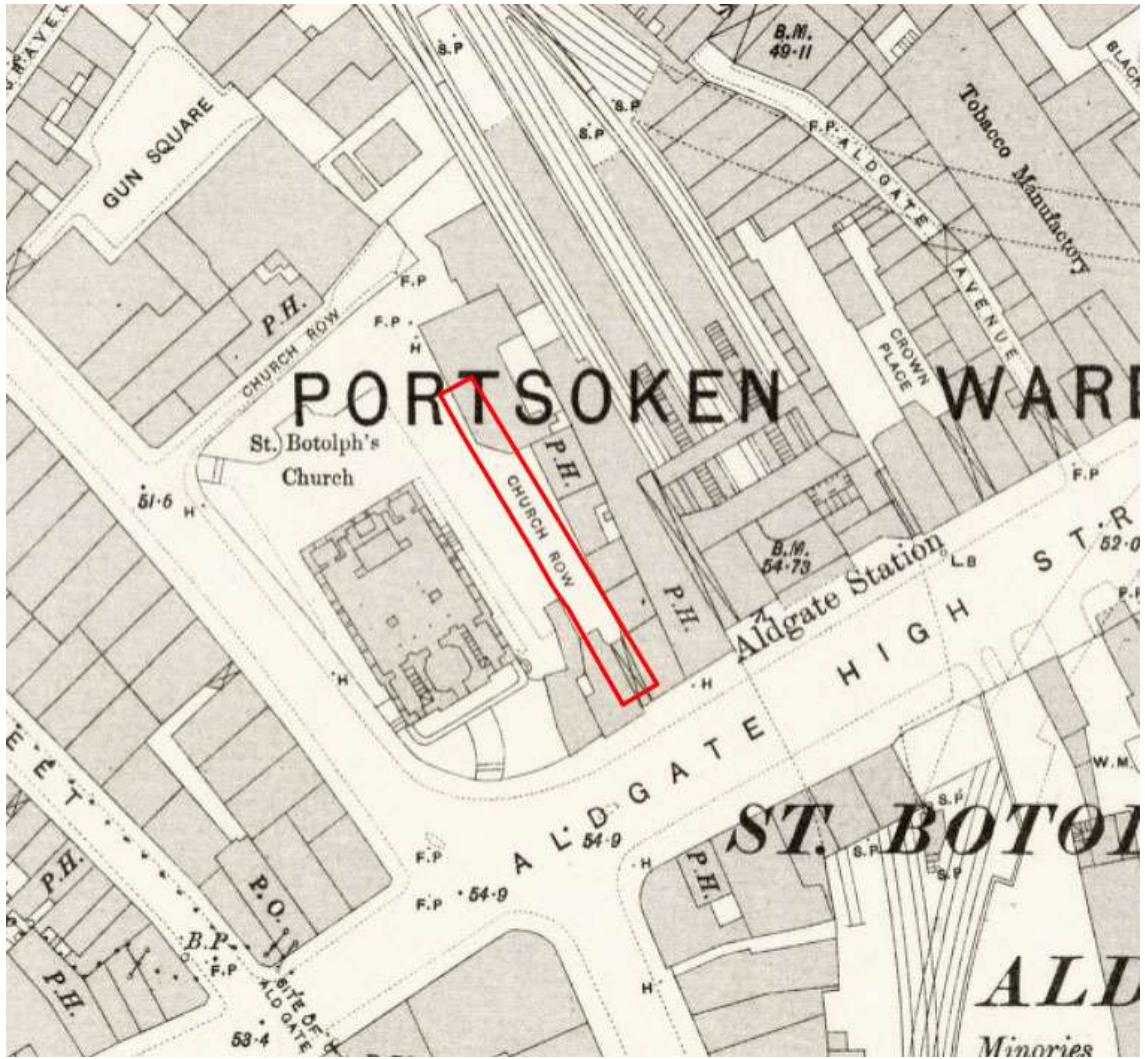 B.M.
49·11
S.P
S.P
S.P
GUN SQUARE
F.P.
ALDGATE
AVENUE
Tobacco Manufactory
P.H.
F.P
F.P.
H
CHURCH ROW
CROWN
PLACE
PORTSOKEN WARD
St. Botolph's
Church
P.H.
CHURCH ROW
51·6
H
F.P
B.M.
54·73
Aldgate Station
L.B
52·0
P.H.
H
H
ALDGATE HIGH STR
W.M.
54·9
ST. BOTOL
S.P
S.P
S.P
F.P
F.P
54·9
H
P.H.
EET
P.H.
P.O.
B.P
F.P
P.H.
SITE OF
ALD GATE
53·4
H
ALD
Minories